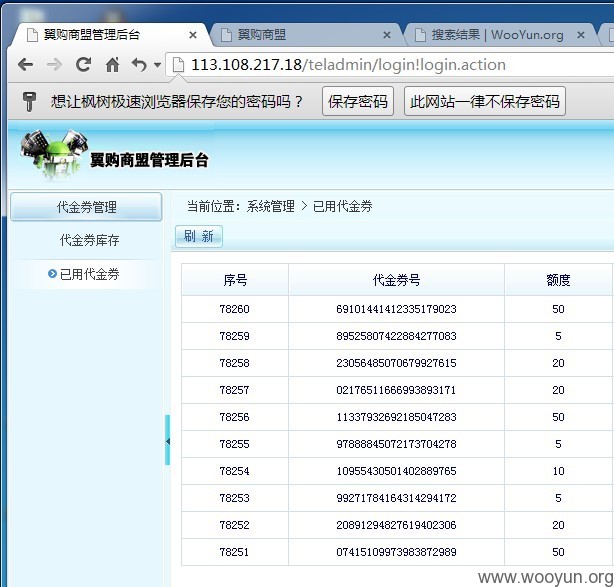 翼购商盟管理后台 翼购商盟 搜索结果 | WooYun.org
113.108.217.18/teladmin/login!login.action
想让枫树极速浏览器保存您的密码吗？ 保存密码 此网站一律不保存密码
翼购商盟管理后台
代金券管理 当前位置：系统管理 > 已用代金券
代金券库存 刷 新
已用代金券
序号 代金券号 额度
78260 69101441412335179023 50
78259 89525807422884277083 5
78258 23056485070679927615 20
78257 02176511666993893171 20
78256 11337932692185047283 50
78255 97888845072173704278 5
78254 10955430501402889765 10
78253 99271784164314294172 5
78252 20891294827619402306 20
78251 07415109973983872989 50
www.wooyun.org